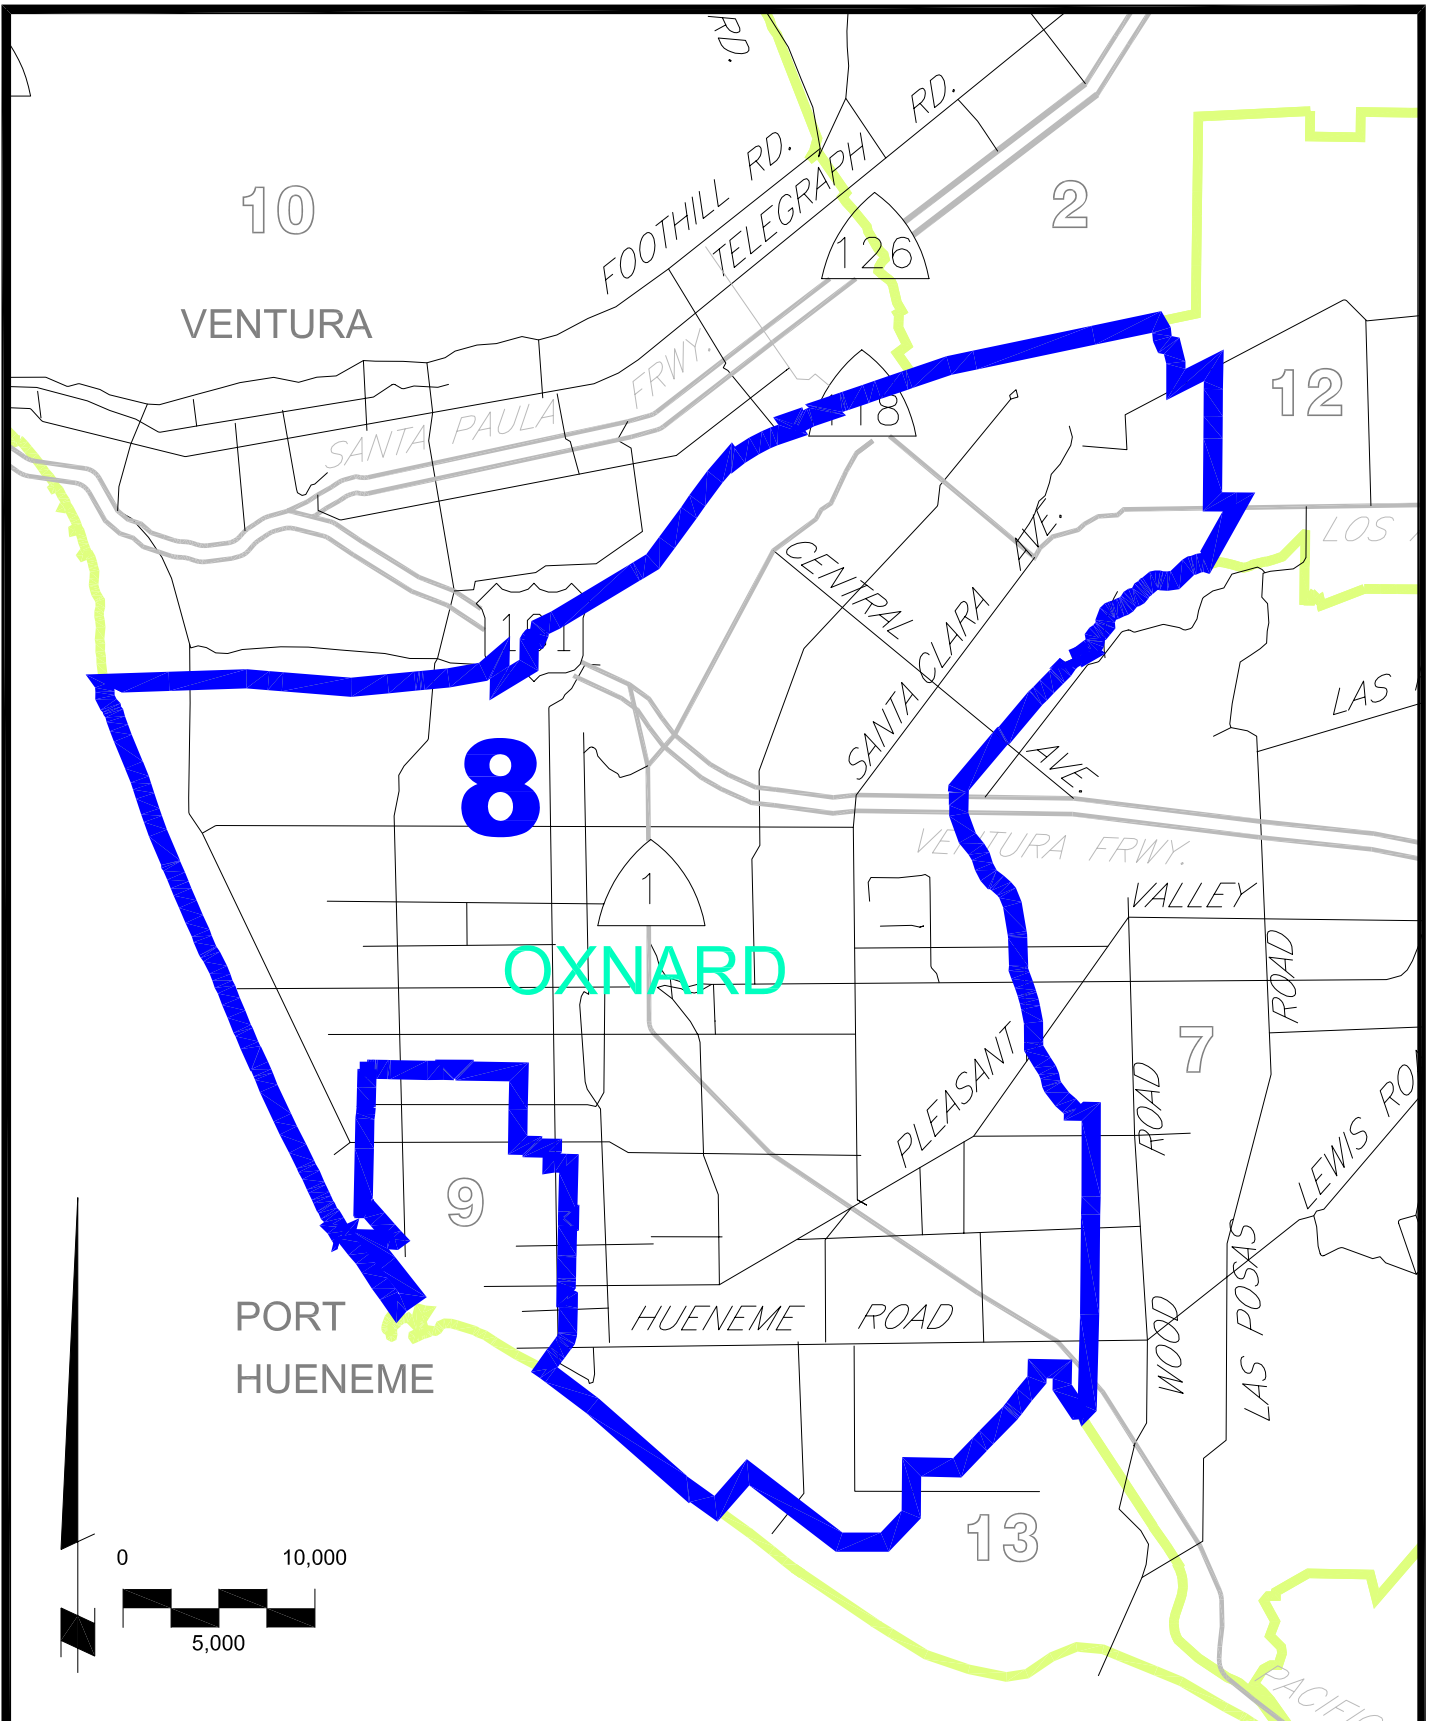 RD.
RD.
10
2
FOOTHILL RD.
TELEGRAPH
126
VENTURA
FRWY.
SANTA PAULA
118
12
LOS
CENTRAL
AVE.
SANTA CLARA
101
LAS
8
AVE.
VENTURA FRWY.
VALLEY
1
OXNARD
ROAD
7
PLEASANT
ROAD
LEWIS RO
9
PORT
HUENEME
HUENEME ROAD
WOOD
LAS POSAS
13
0 10,000
5,000
PACIFIC